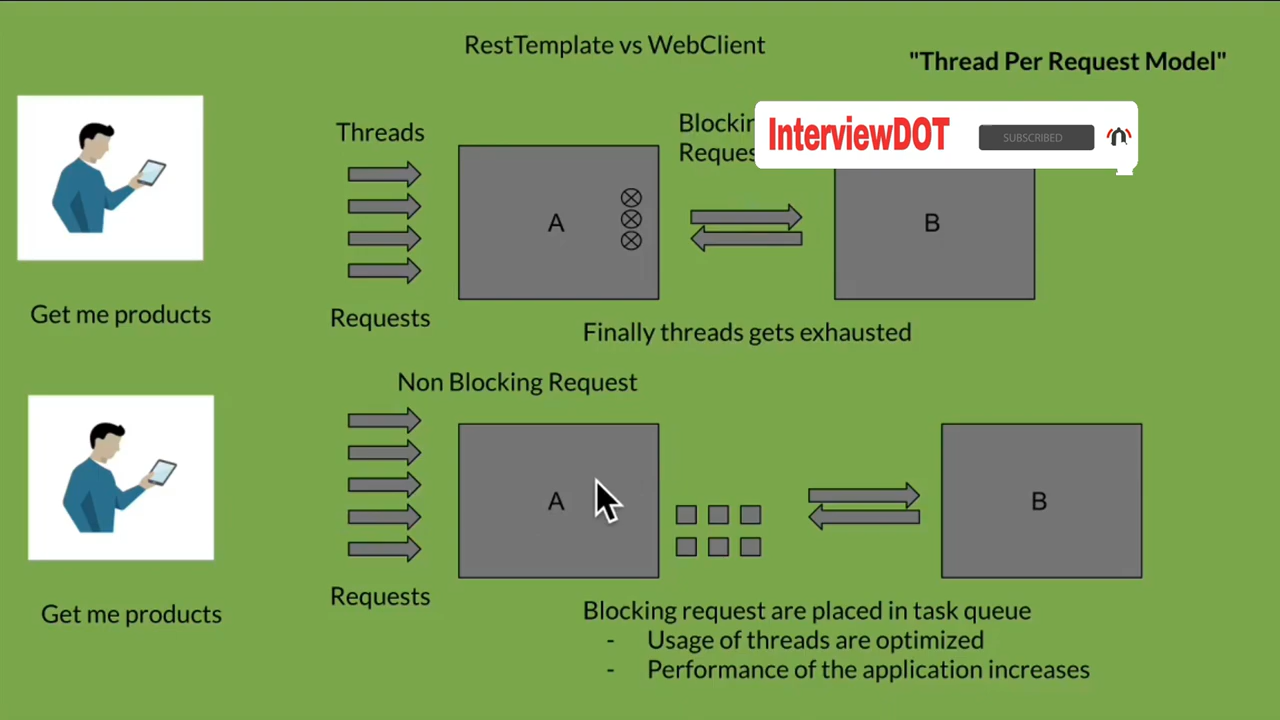 RestTemplate vs WebClient
"Thread Per Request Model"
Threads
InterviewDOT
SUBSCRIBED
A
B
Get me products
Requests
Finally threads gets exhausted
Non Blocking Request
A
B
Requests
Get me products
Blocking request are placed in task queue
- Usage of threads are optimized
- Performance of the application increases